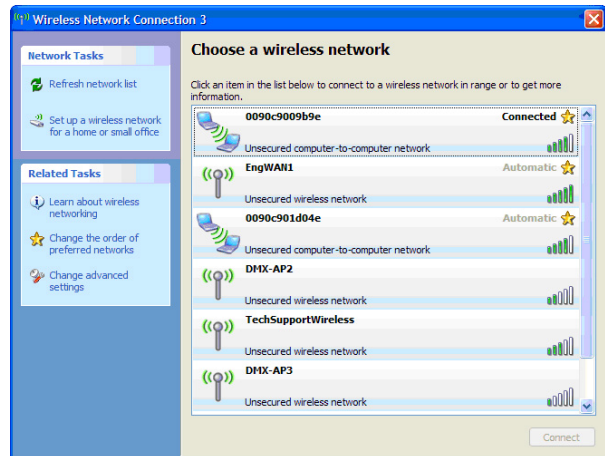 Wireless Network Connection 3
Network Tasks
Refresh network list
Set up a wireless network
for a home or small office
Related Tasks
Learn about wireless
networking
Change the order of
preferred networks
Change advanced
settings
Choose a wireless network
Click an item in the list below to connect to a wireless network in range or to get more
information.
0090c9009b9e Connected
Unsecured computer-to-computer network
EngWAN1 Automatic
Unsecured wireless network
0090c901d04e Automatic
Unsecured computer-to-computer network
DMX-AP2
Unsecured wireless network
TechSupportWireless
Unsecured wireless network
DMX-AP3
Unsecured wireless network
Connect